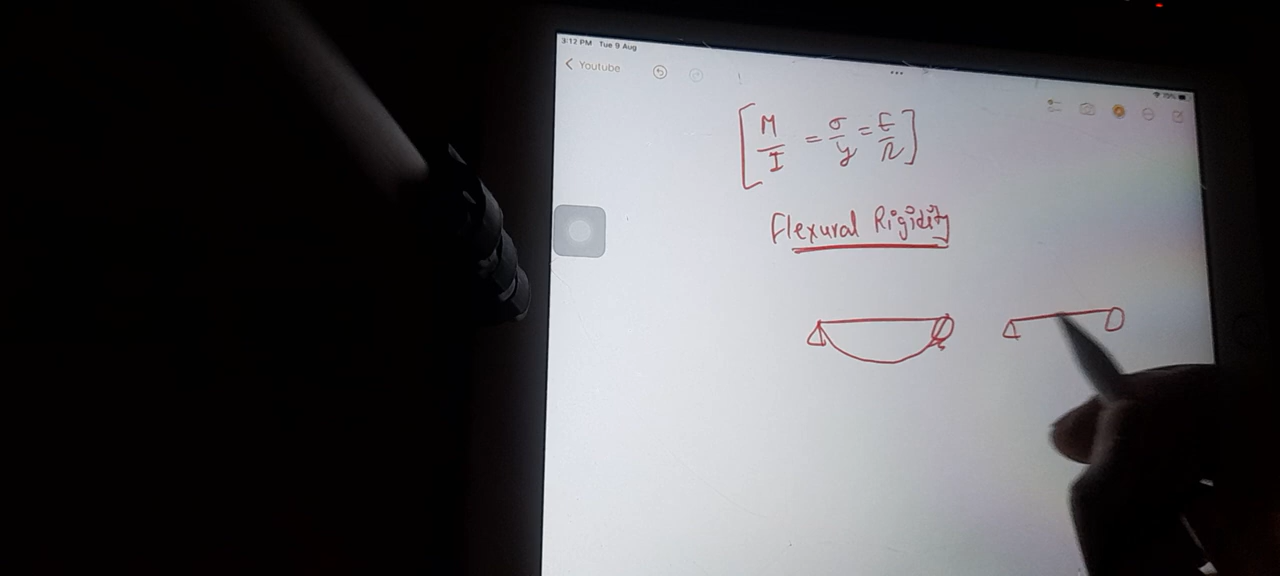 3:12 PM Tue 9 Aug
Youtube
[M/I = σ/y = E/R]
Flexural Rigidity